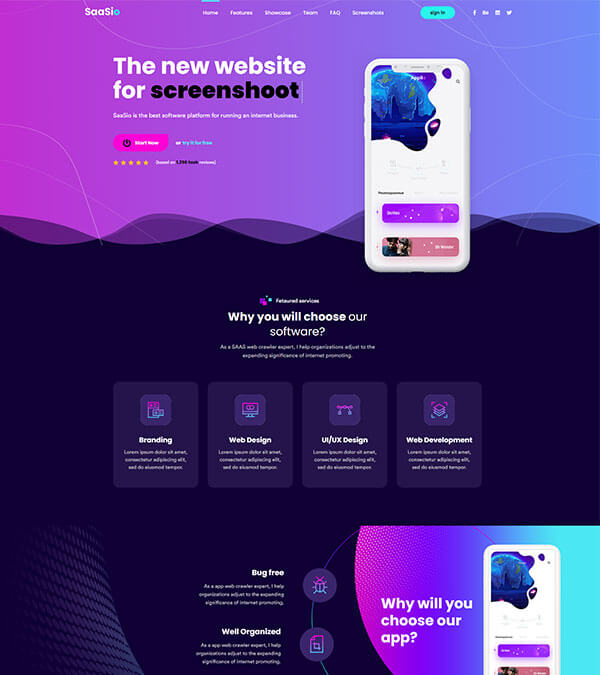 SaaSio
Home Features Showcase Team FAQ Screenshots sign in
The new website
for screenshoot
SaaSio is the best software platform for running an internet business.
Start Now or try it for free
(based on reviews)
Appik
Sti Wonder
Fetaured services
Why you will choose our
software?
As a SAAS web crawler expert, I help organizations adjust to the
expanding significance of internet promoting.
Branding
Lorem ipsum dolor sit amet,
consectetur adipiscing elit,
sed do eiusmod tempor.
Web Design
Lorem ipsum dolor sit amet,
consectetur adipiscing elit,
sed do eiusmod tempor.
UI/UX Design
Lorem ipsum dolor sit amet,
consectetur adipiscing elit,
sed do eiusmod tempor.
Web Development
Lorem ipsum dolor sit amet,
consectetur adipiscing elit,
sed do eiusmod tempor.
Bug free
As a app web crawler expert, I help
organizations adjust to the expanding
significance of internet promoting.
Well Organized
As a app web crawler expert, I help
organizations adjust to the expanding
significance of internet promoting.
Why will you
choose our
app?